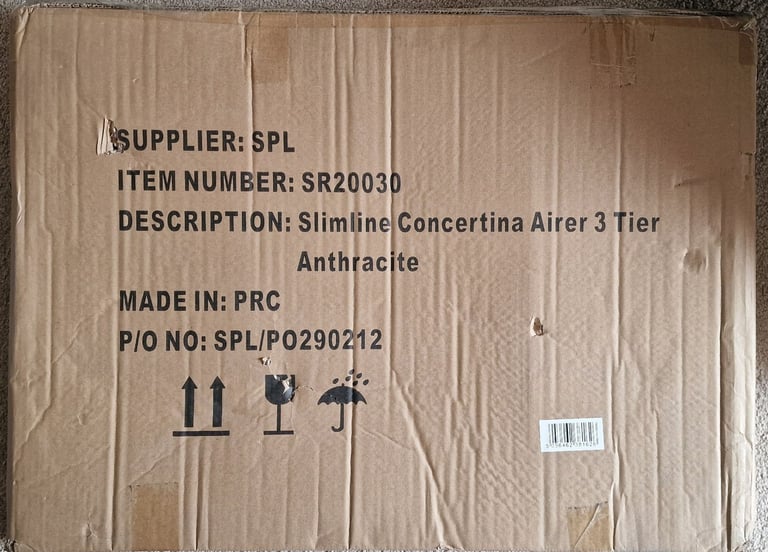 SUPPLIER: SPL
ITEM NUMBER: SR20030
DESCRIPTION: Slimline Concertina Airer 3 Tier
Anthracite
MADE IN: PRC
P/O NO: SPL/PO290212